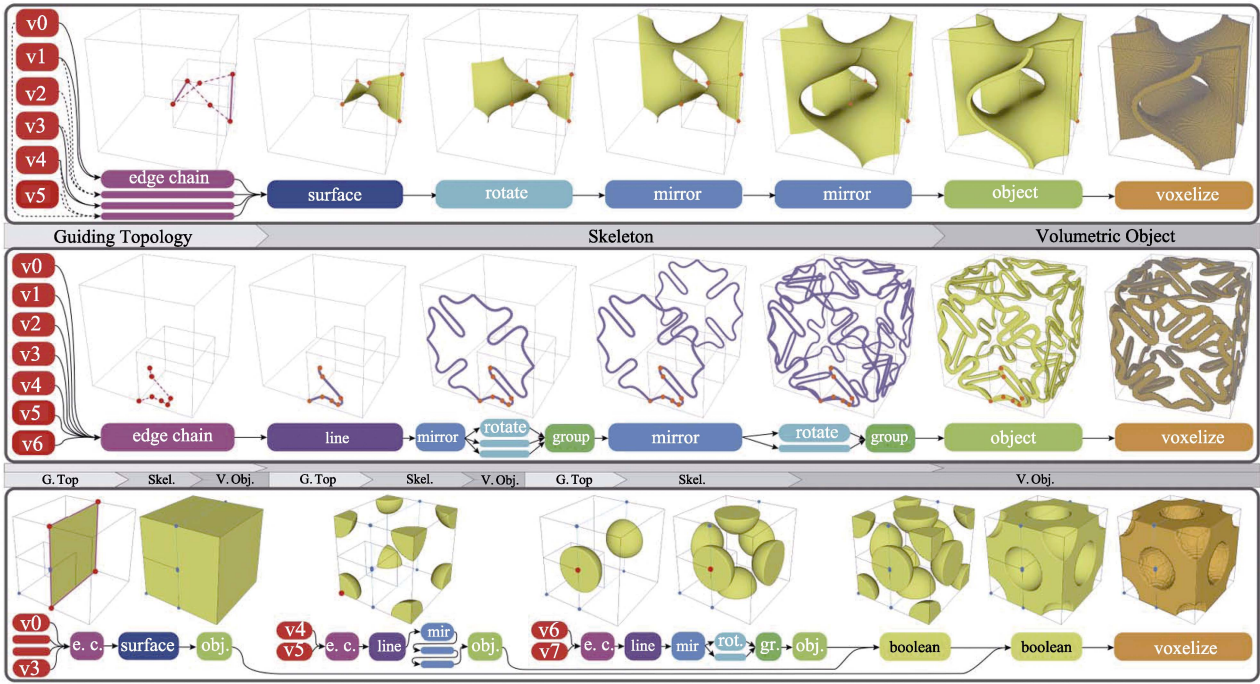 v0
v1
v2
v3
v4
v5
edge chain
surface
rotate
mirror
mirror
object
voxelize
Guiding Topology
Skeleton
Volumetric Object
v0
v1
v2
v3
v4
v5
v6
edge chain
line
mirror
rotate
group
mirror
rotate
group
object
voxelize
G. Top
Skel.
V. Obj.
G. Top
Skel.
V. Obj.
G. Top
Skel.
V. Obj.
v0
v3
e. c.
surface
obj.
v4
v5
e. c.
line
mir
obj.
v6
v7
e. c.
line
mir
rot.
gr.
obj.
boolean
boolean
voxelize